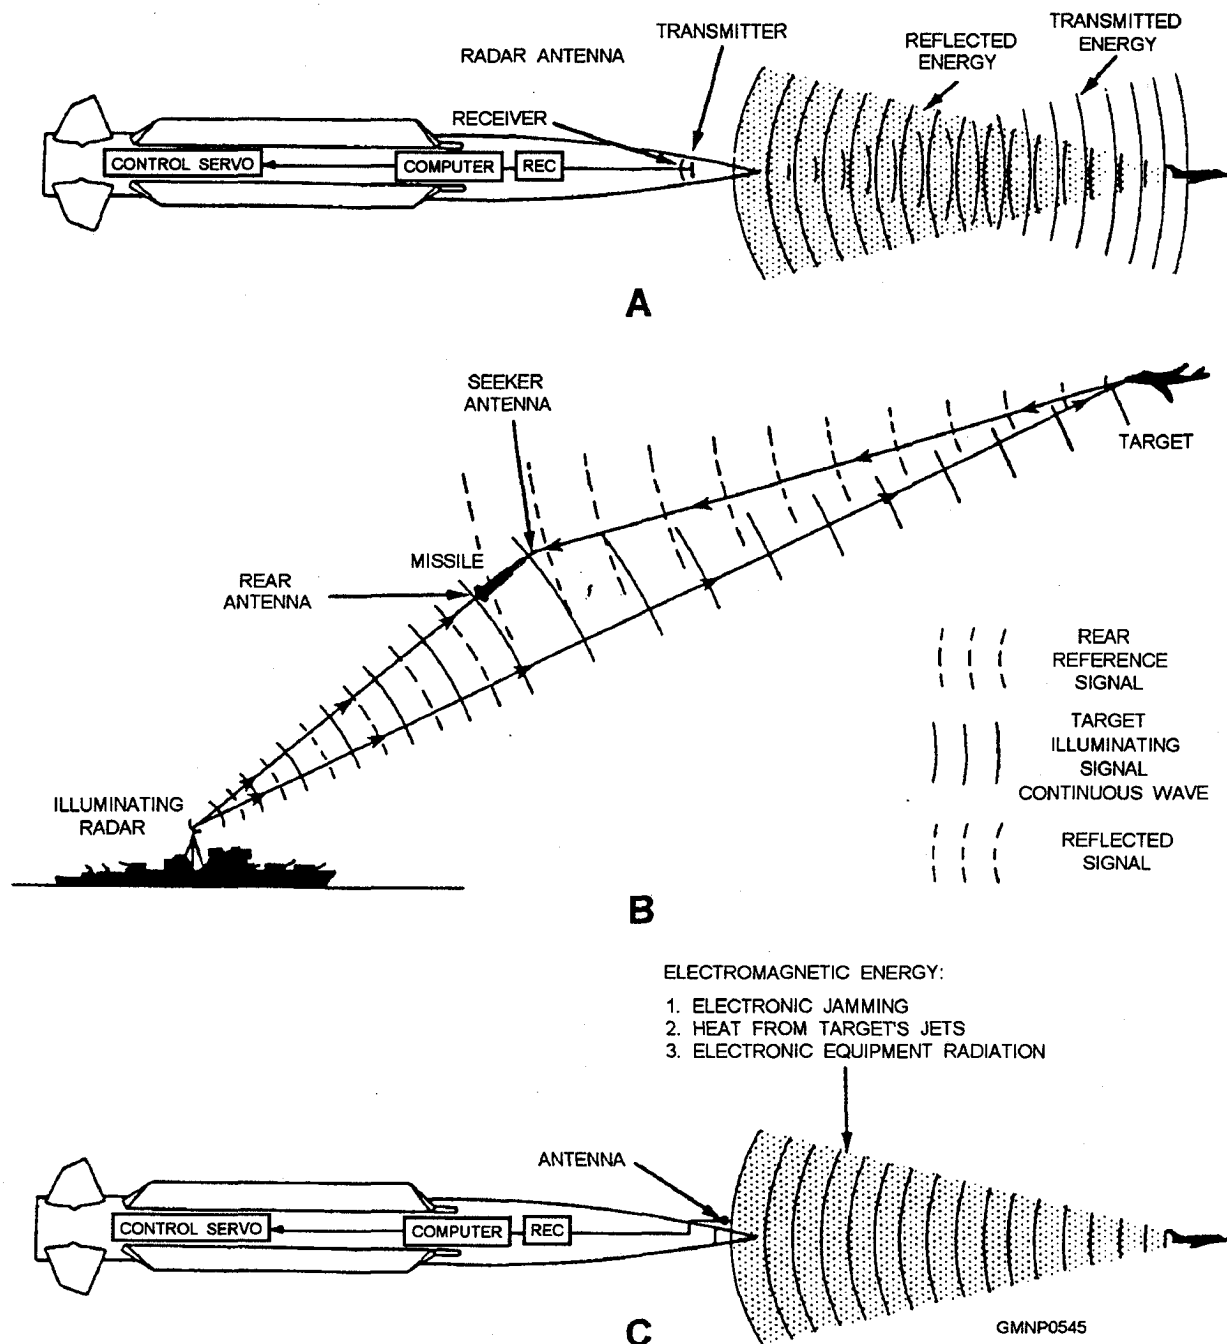 TRANSMITTER
RADAR ANTENNA
REFLECTED
ENERGY
TRANSMITTED
ENERGY
RECEIVER
CONTROL SERVO
COMPUTER
REC
A
SEEKER
ANTENNA
TARGET
MISSILE
REAR
ANTENNA
REAR
REFERENCE
SIGNAL
TARGET
ILLUMINATING
SIGNAL
CONTINUOUS WAVE
REFLECTED
SIGNAL
ILLUMINATING
RADAR
B
ELECTROMAGNETIC ENERGY:
1. ELECTRONIC JAMMING
2. HEAT FROM TARGET'S JETS
3. ELECTRONIC EQUIPMENT RADIATION
ANTENNA
CONTROL SERVO
COMPUTER
REC
C
GMNP0545